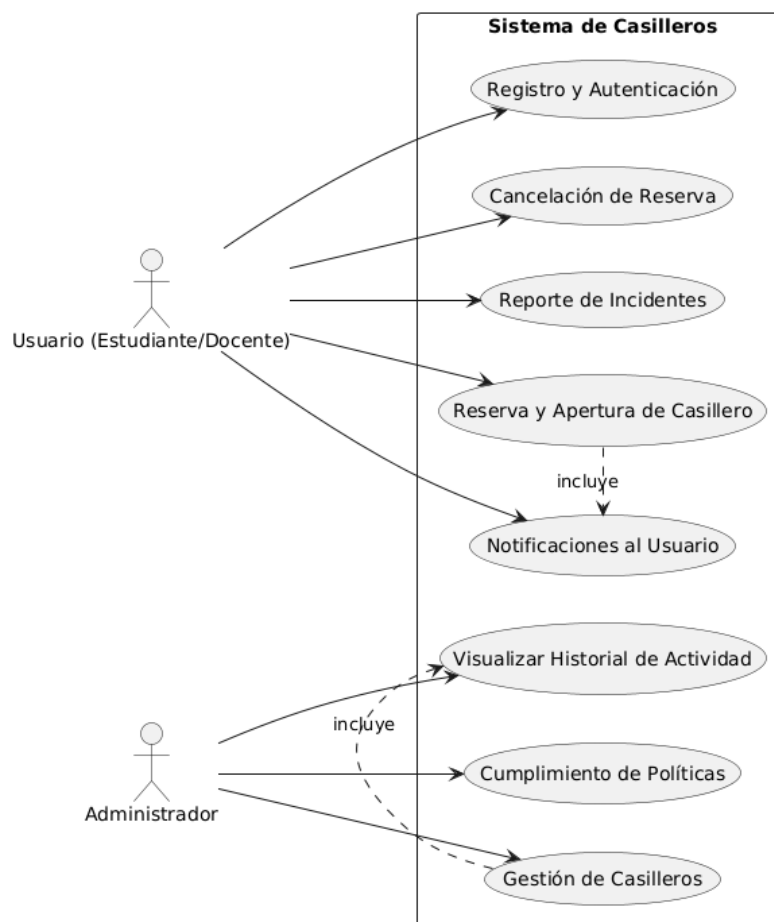 Sistema de Casilleros
Registro y Autenticación
Cancelación de Reserva
Reporte de Incidentes
Usuario (Estudiante/Docente)
Reserva y Apertura de Casillero
incluye
Notificaciones al Usuario
Visualizar Historial de Actividad
incluye
Cumplimiento de Políticas
Administrador
Gestión de Casilleros